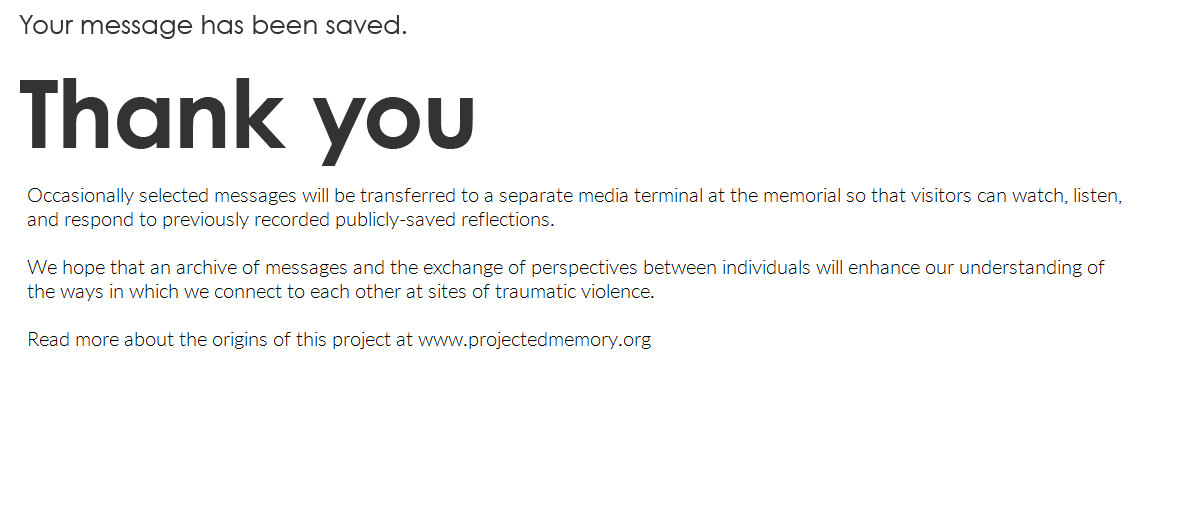 Your message has been saved.
Thank you
Occasionally selected messages will be transferred to a separate media terminal at the memorial so that visitors can watch, listen,
and respond to previously recorded publicly-saved reflections.
We hope that an archive of messages and the exchange of perspectives between individuals will enhance our understanding of
the ways in which we connect to each other at sites of traumatic violence.
Read more about the origins of this project at www.projectedmemory.org